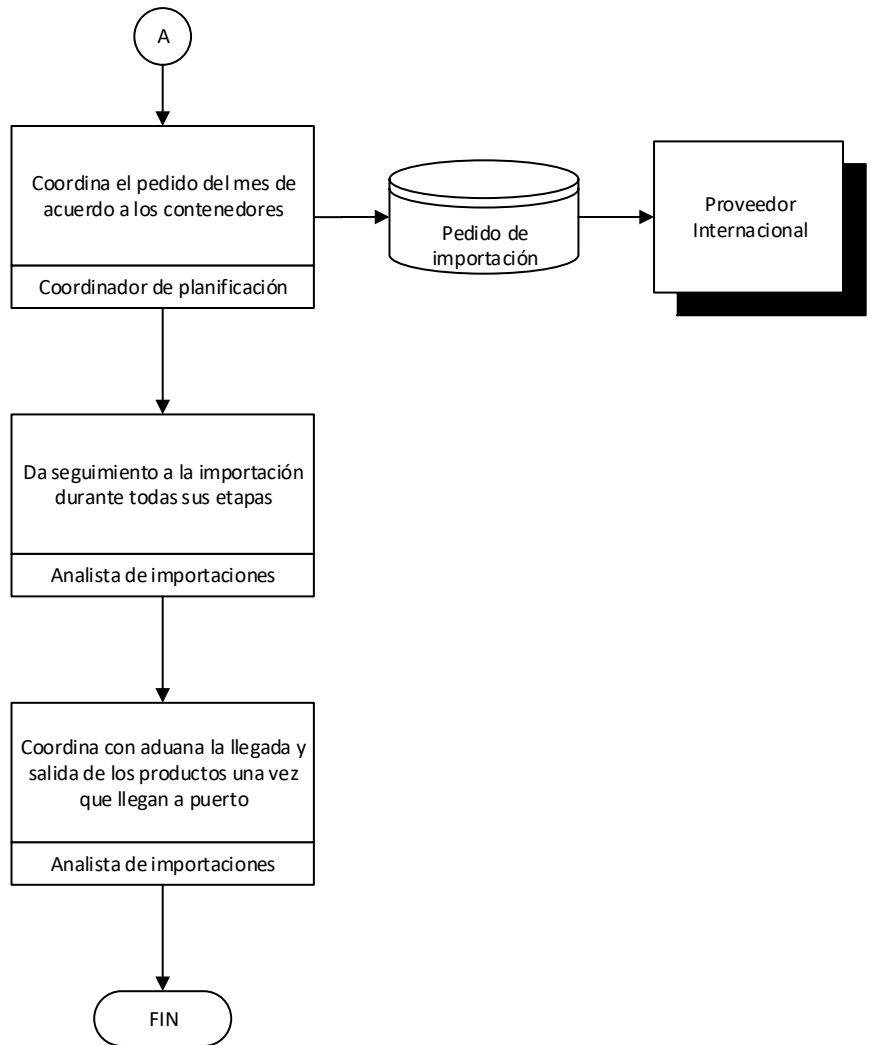 A
Coordina el pedido del mes de
acuerdo a los contenedores
Coordinador de planificación
Pedido de
importación
Proveedor
Internacional
Da seguimiento a la importación
durante todas sus etapas
Analista de importaciones
Coordina con aduana la llegada y
salida de los productos una vez
que llegan a puerto
Analista de importaciones
FIN